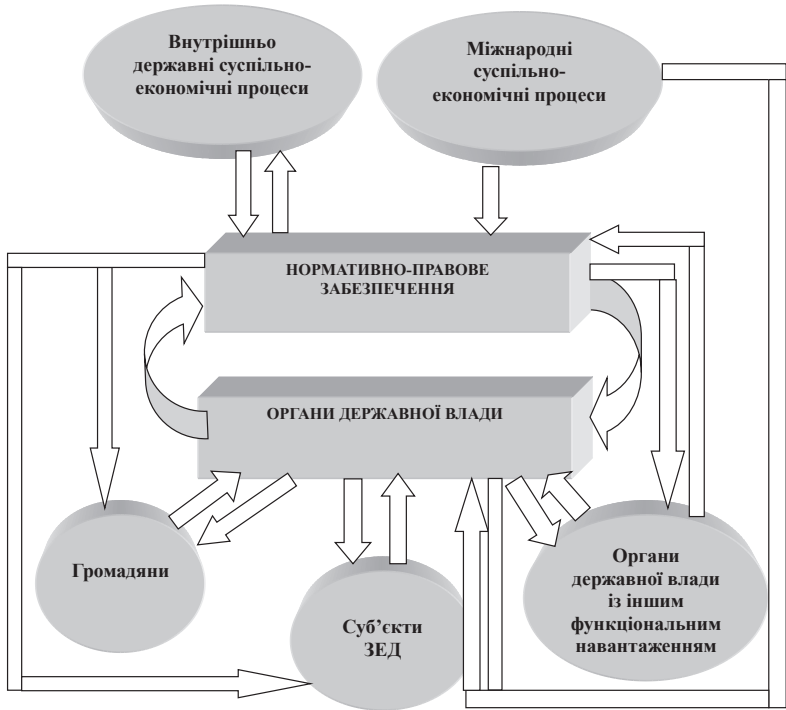 Внутрішньо
державні суспільно-
економічні процеси
Міжнародні
суспільно-
економічні процеси
НОРМАТИВНО-ПРАВОВЕ
ЗАБЕЗПЕЧЕННЯ
ОРГАНИ ДЕРЖАВНОЇ ВЛАДИ
Громадяни
Суб’єкти
ЗЕД
Органи
державної влади
із іншим
функціональним
навантаженням